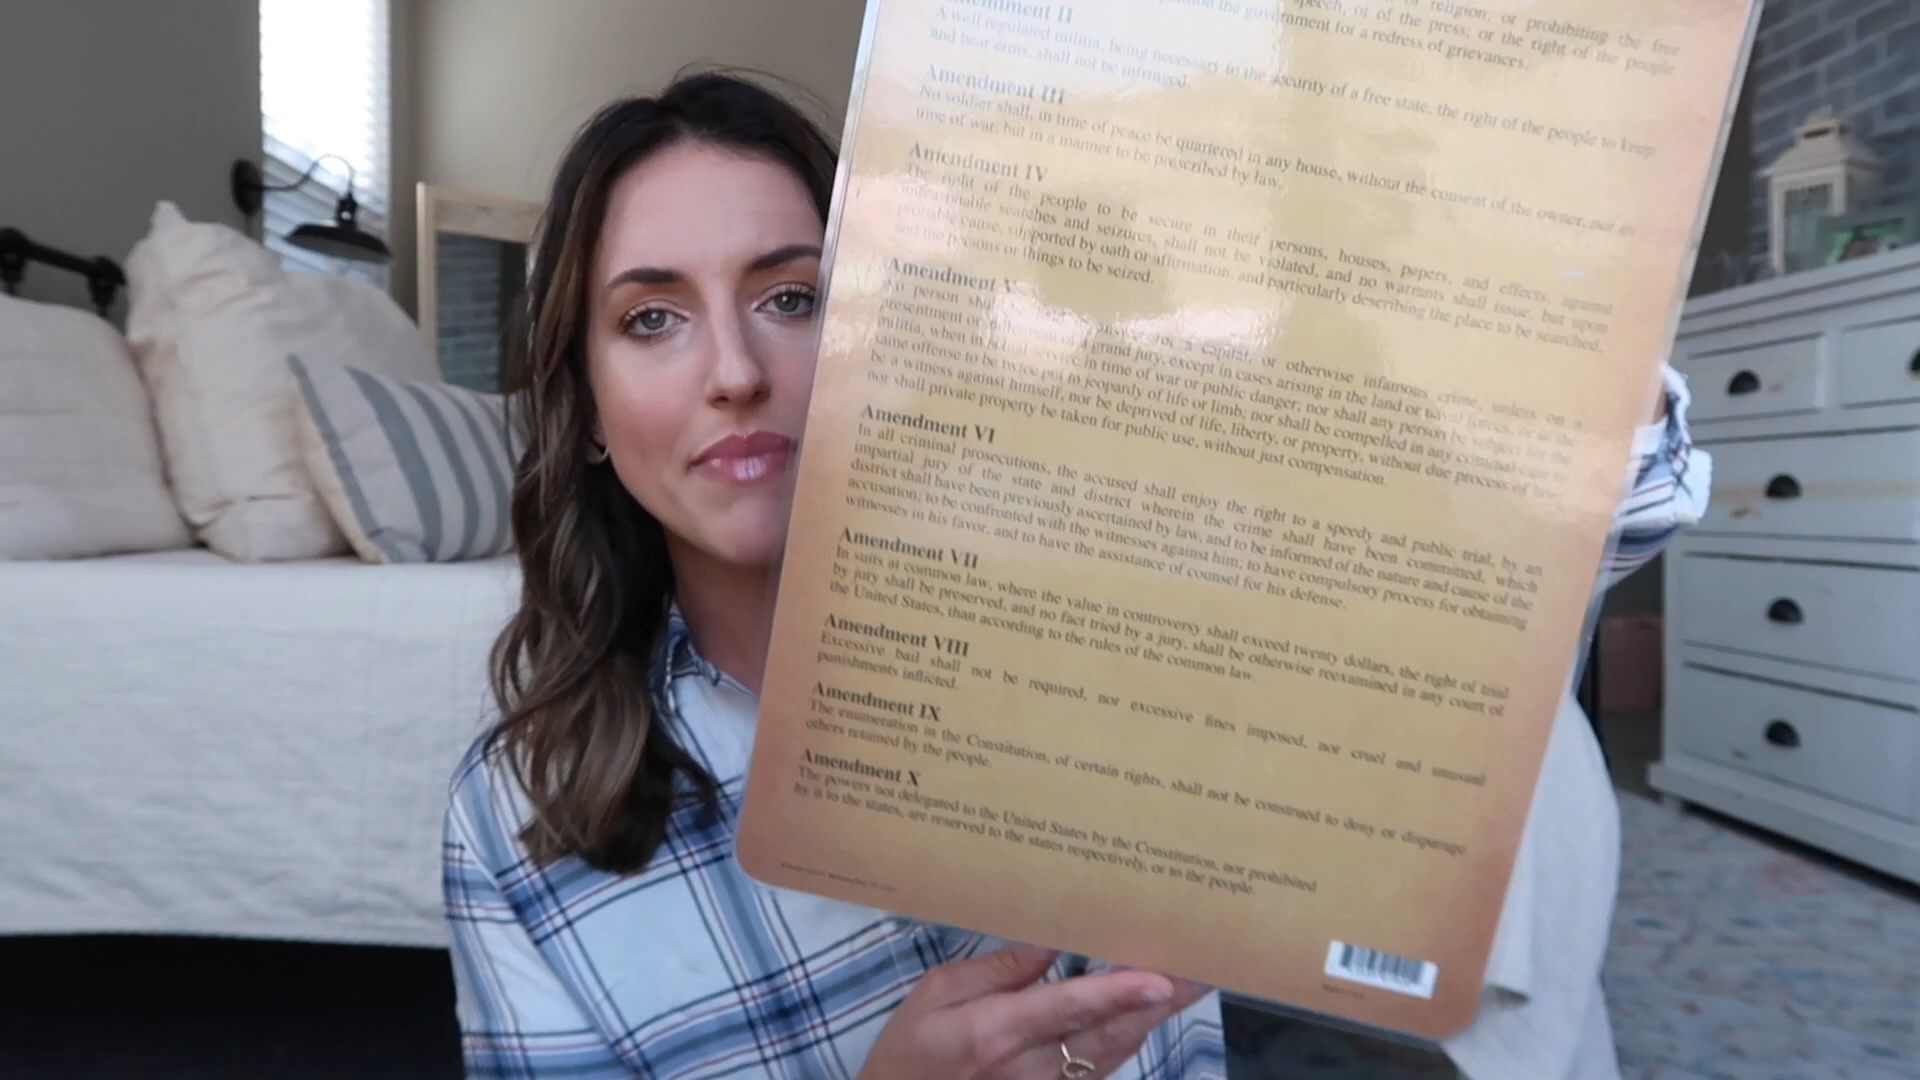 religion, or prohibiting the free
speech, or of the press; or the right of the people
the government for a redress of grievances.
Amendment II
A well regulated militia, being necessary to the security of a free state, the right of the people to keep
and bear arms, shall not be infringed.
Amendment III
No soldier shall, in time of peace be quartered in any house, without the consent of the owner, nor in
time of war, but in a manner to be prescribed by law.
Amendment IV
The right of the people to be secure in their persons, houses, papers, and effects, against
unreasonable searches and seizures, shall not be violated, and no warrants shall issue, but upon
probable cause, supported by oath or affirmation, and particularly describing the place to be searched,
and the persons or things to be seized.
Amendment V
No person shall for a capital, or otherwise infamous crime, unless on a
presentment or grand jury, except in cases arising in the land or naval forces, or in the
militia, when in time of war or public danger; nor shall any person be subject for the
same offense to be twice put in jeopardy of life or limb; nor shall be compelled in any criminal case to
be a witness against himself, nor be deprived of life, liberty, or property, without due process of law;
nor shall private property be taken for public use, without just compensation.
Amendment VI
In all criminal prosecutions, the accused shall enjoy the right to a speedy and public trial, by an
impartial jury of the state and district wherein the crime shall have been committed, which
district shall have been previously ascertained by law, and to be informed of the nature and cause of the
accusation; to be confronted with the witnesses against him; to have compulsory process for obtaining
witnesses in his favor, and to have the assistance of counsel for his defense.
Amendment VII
In suits at common law, where the value in controversy shall exceed twenty dollars, the right of trial
by jury shall be preserved, and no fact tried by a jury, shall be otherwise reexamined in any court of
the United States, than according to the rules of the common law.
Amendment VIII
Excessive bail shall not be required, nor excessive fines imposed, nor cruel and unusual
punishments inflicted.
Amendment IX
The enumeration in the Constitution, of certain rights, shall not be construed to deny or disparage
others retained by the people.
Amendment X
The powers not delegated to the United States by the Constitution, nor prohibited
by it to the states, are reserved to the states respectively, or to the people.